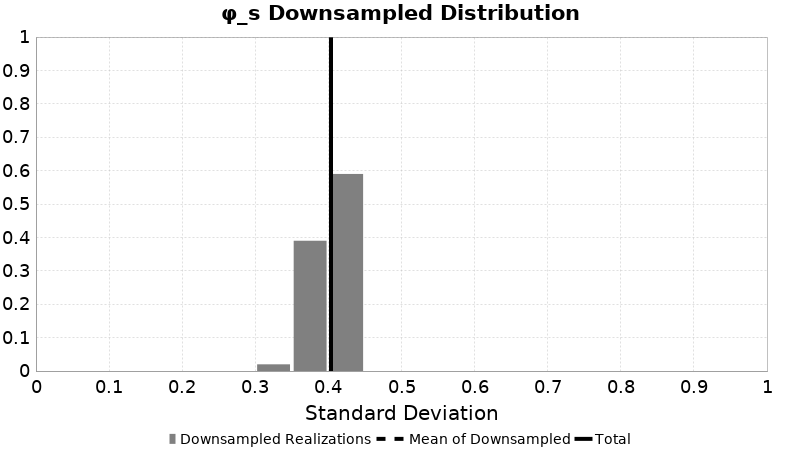 φ_s Downsampled Distribution
1
0.9
0.8
0.7
0.6
0.5
0.4
0.3
0.2
0.1
0
0 0.1 0.2 0.3 0.4 0.5 0.6 0.7 0.8 0.9 1
Standard Deviation
Downsampled Realizations Mean of Downsampled Total